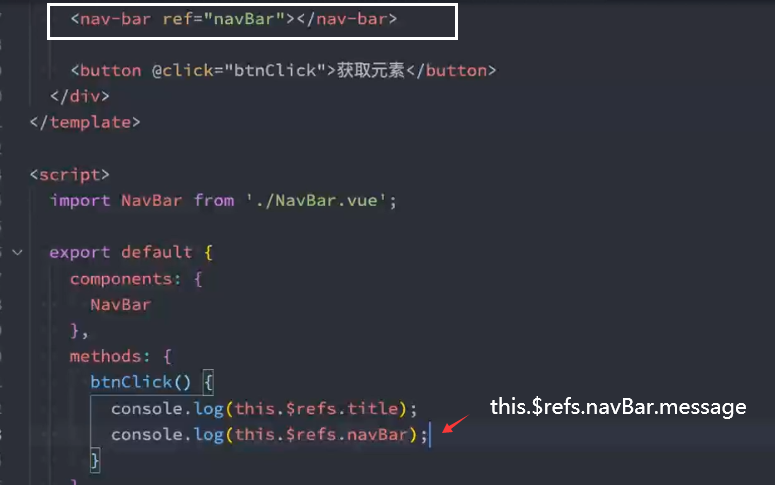 <nav-bar ref="navBar"></nav-bar>
<button @click="btnClick">获取元素</button>
</div>
</template>
<script>
import NavBar from './NavBar.vue';
export default {
components: {
NavBar
},
methods: {
btnClick() {
console.log(this.$refs.title);
console.log(this.$refs.navBar);
this.$refs.navBar.message
}